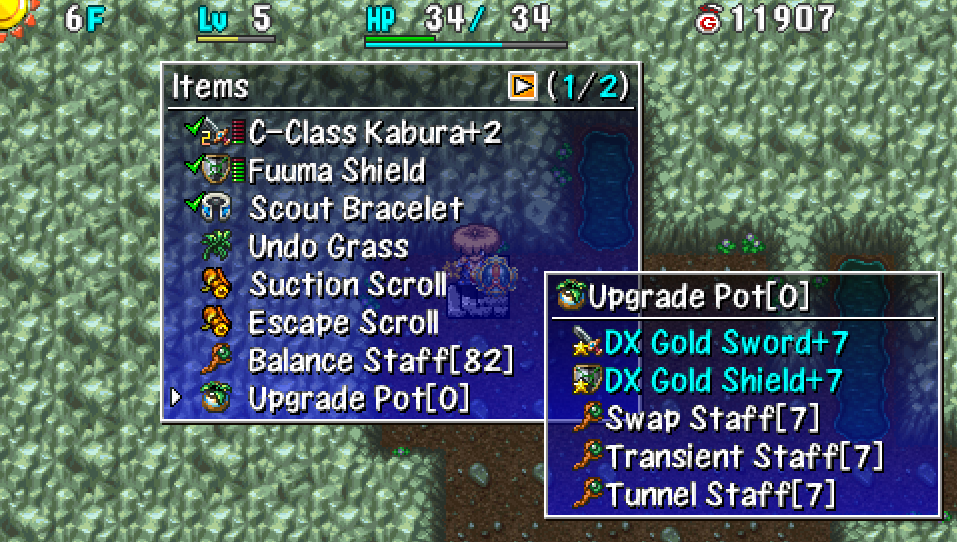 6F Lv 5 HP 34/ 34 G 11907
Items (1/2)
2 C-Class Kabura+2
Fuuma Shield
Scout Bracelet
Undo Grass
Suction Scroll
Escape Scroll
Balance Staff[82]
Upgrade Pot[0]
Upgrade Pot[0]
DX Gold Sword+7
DX Gold Shield+7
Swap Staff[7]
Transient Staff[7]
Tunnel Staff[7]